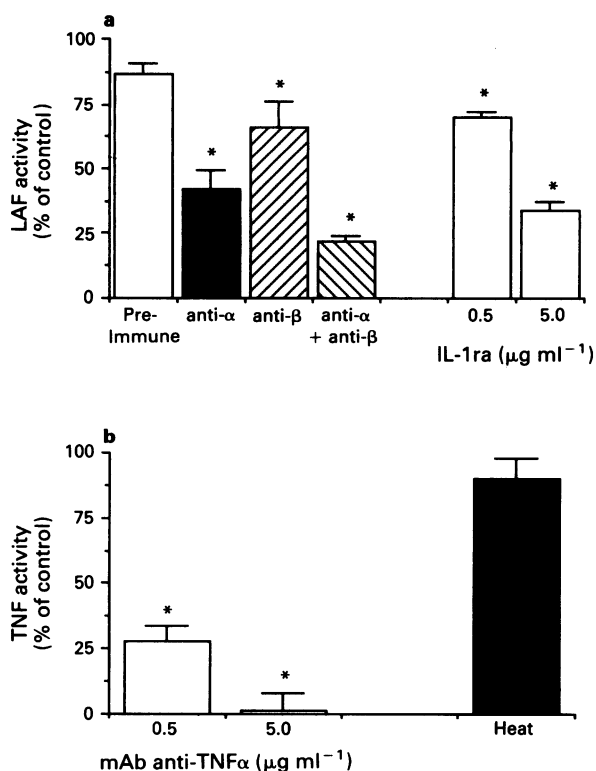 a
LAF activity
(% of control)
100
75
50
25
0
*
*
*
*
*
Pre-
Immune
anti-α
anti-β
anti-α
+ anti-β
0.5
5.0
IL-1ra (μg ml⁻¹)
b
TNF activity
(% of control)
100
75
50
25
0
*
*
0.5
5.0
Heat
mAb anti-TNFα (μg ml⁻¹)